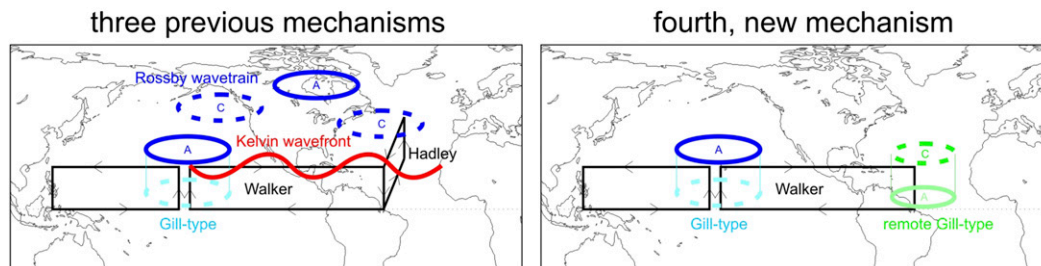 three previous mechanisms
Rossby wavetrain
A
C
C
A
Kelvin wavefront
Hadley
Walker
Gill-type
fourth, new mechanism
A
C
Walker
A
Gill-type
remote Gill-type